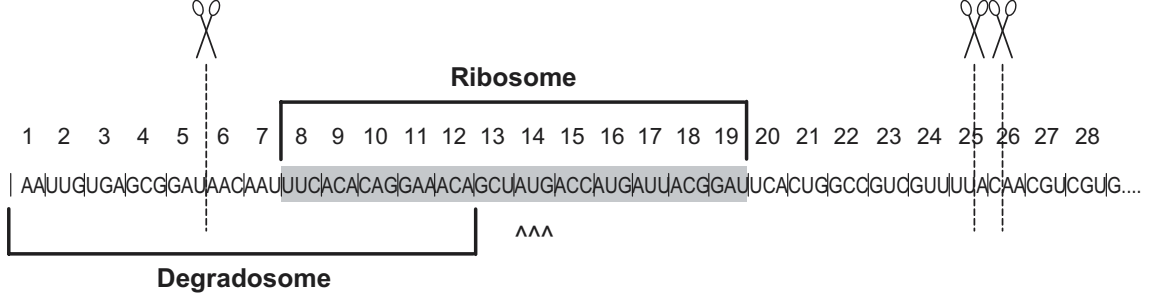 Ribosome
1 2 3 4 5 6 7 8 9 10 11 12 13 14 15 16 17 18 19 20 21 22 23 24 25 26 27 28
| AA|UUG|UGA|GCG|GAU|AAC|AAU|UUC|ACA|CAG|GAA|ACA|GCU|AUG|ACC|AUG|AUU|ACG|GAU|UCA|CUG|GCC|GUC|GUU|UUA|CAA|CGU|CGU|G....
^^^
Degradosome